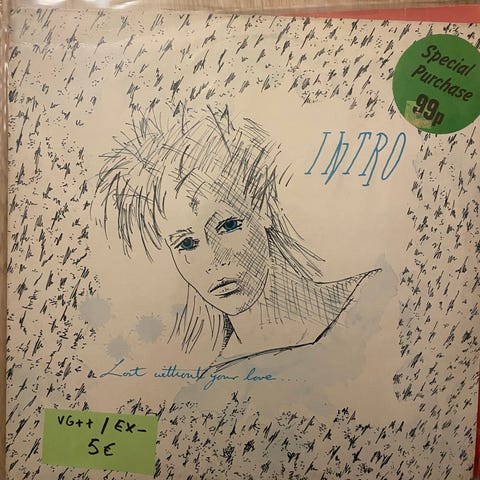 Special
Purchase
99p
INTRO
Lost without your love....
VG++ / EX-
5€